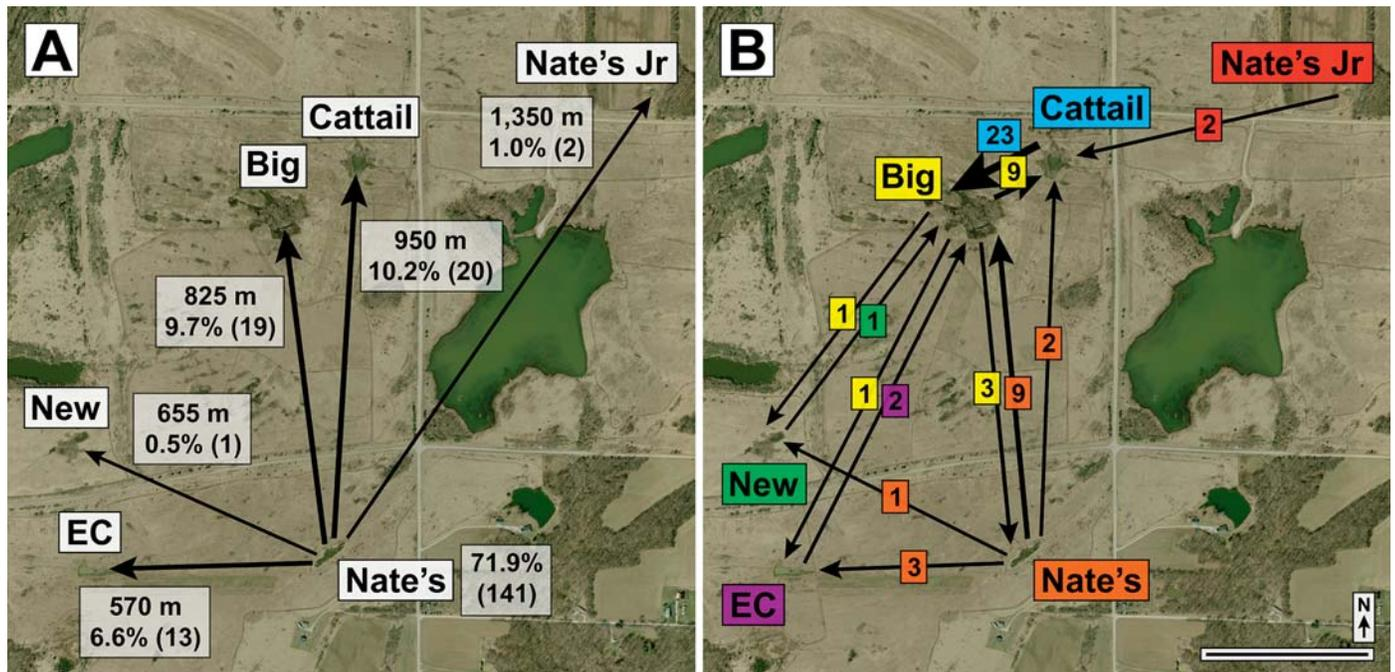 A
Nate's Jr
1,350 m
1.0% (2)
Cattail
Big
950 m
10.2% (20)
825 m
9.7% (19)
New
655 m
0.5% (1)
EC
570 m
6.6% (13)
Nate's
71.9%
(141)
B
Nate's Jr
2
Cattail
23
9
Big
1
1
2
1
2
3
9
New
1
3
EC
Nate's
N